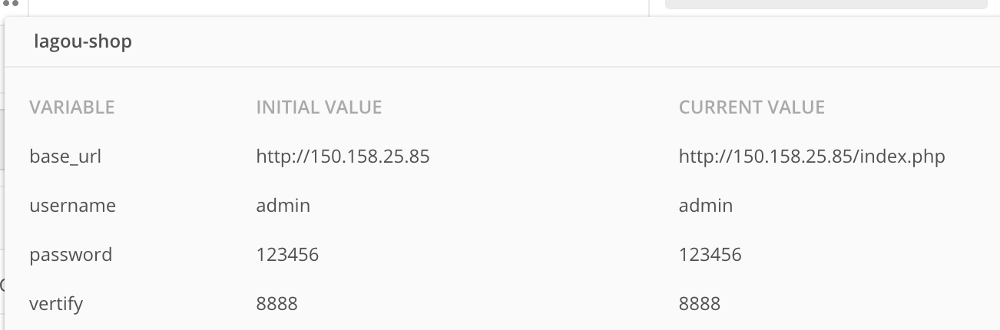 lagou-shop
VARIABLE INITIAL VALUE CURRENT VALUE
base_url http://150.158.25.85 http://150.158.25.85/index.php
username admin admin
password 123456 123456
vertify 8888 8888